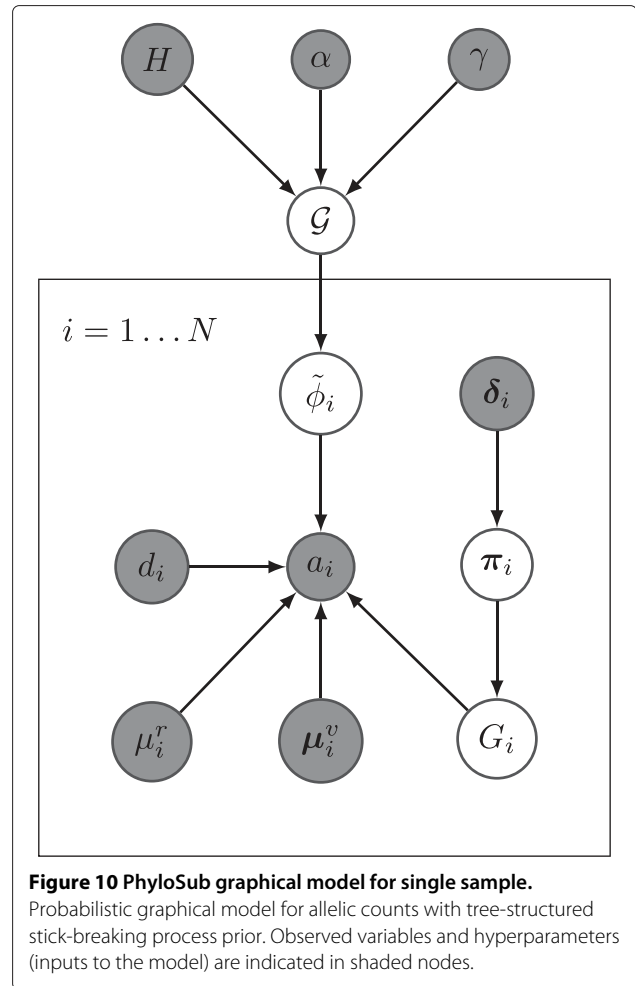 H α γ
𝒢
i = 1 … N
ϕ̃ᵢ 𝜹ᵢ
dᵢ aᵢ 𝝅ᵢ
μᵢʳ 𝝁ᵢᵛ Gᵢ
Figure 10 PhyloSub graphical model for single sample.
Probabilistic graphical model for allelic counts with tree-structured
stick-breaking process prior. Observed variables and hyperparameters
(inputs to the model) are indicated in shaded nodes.